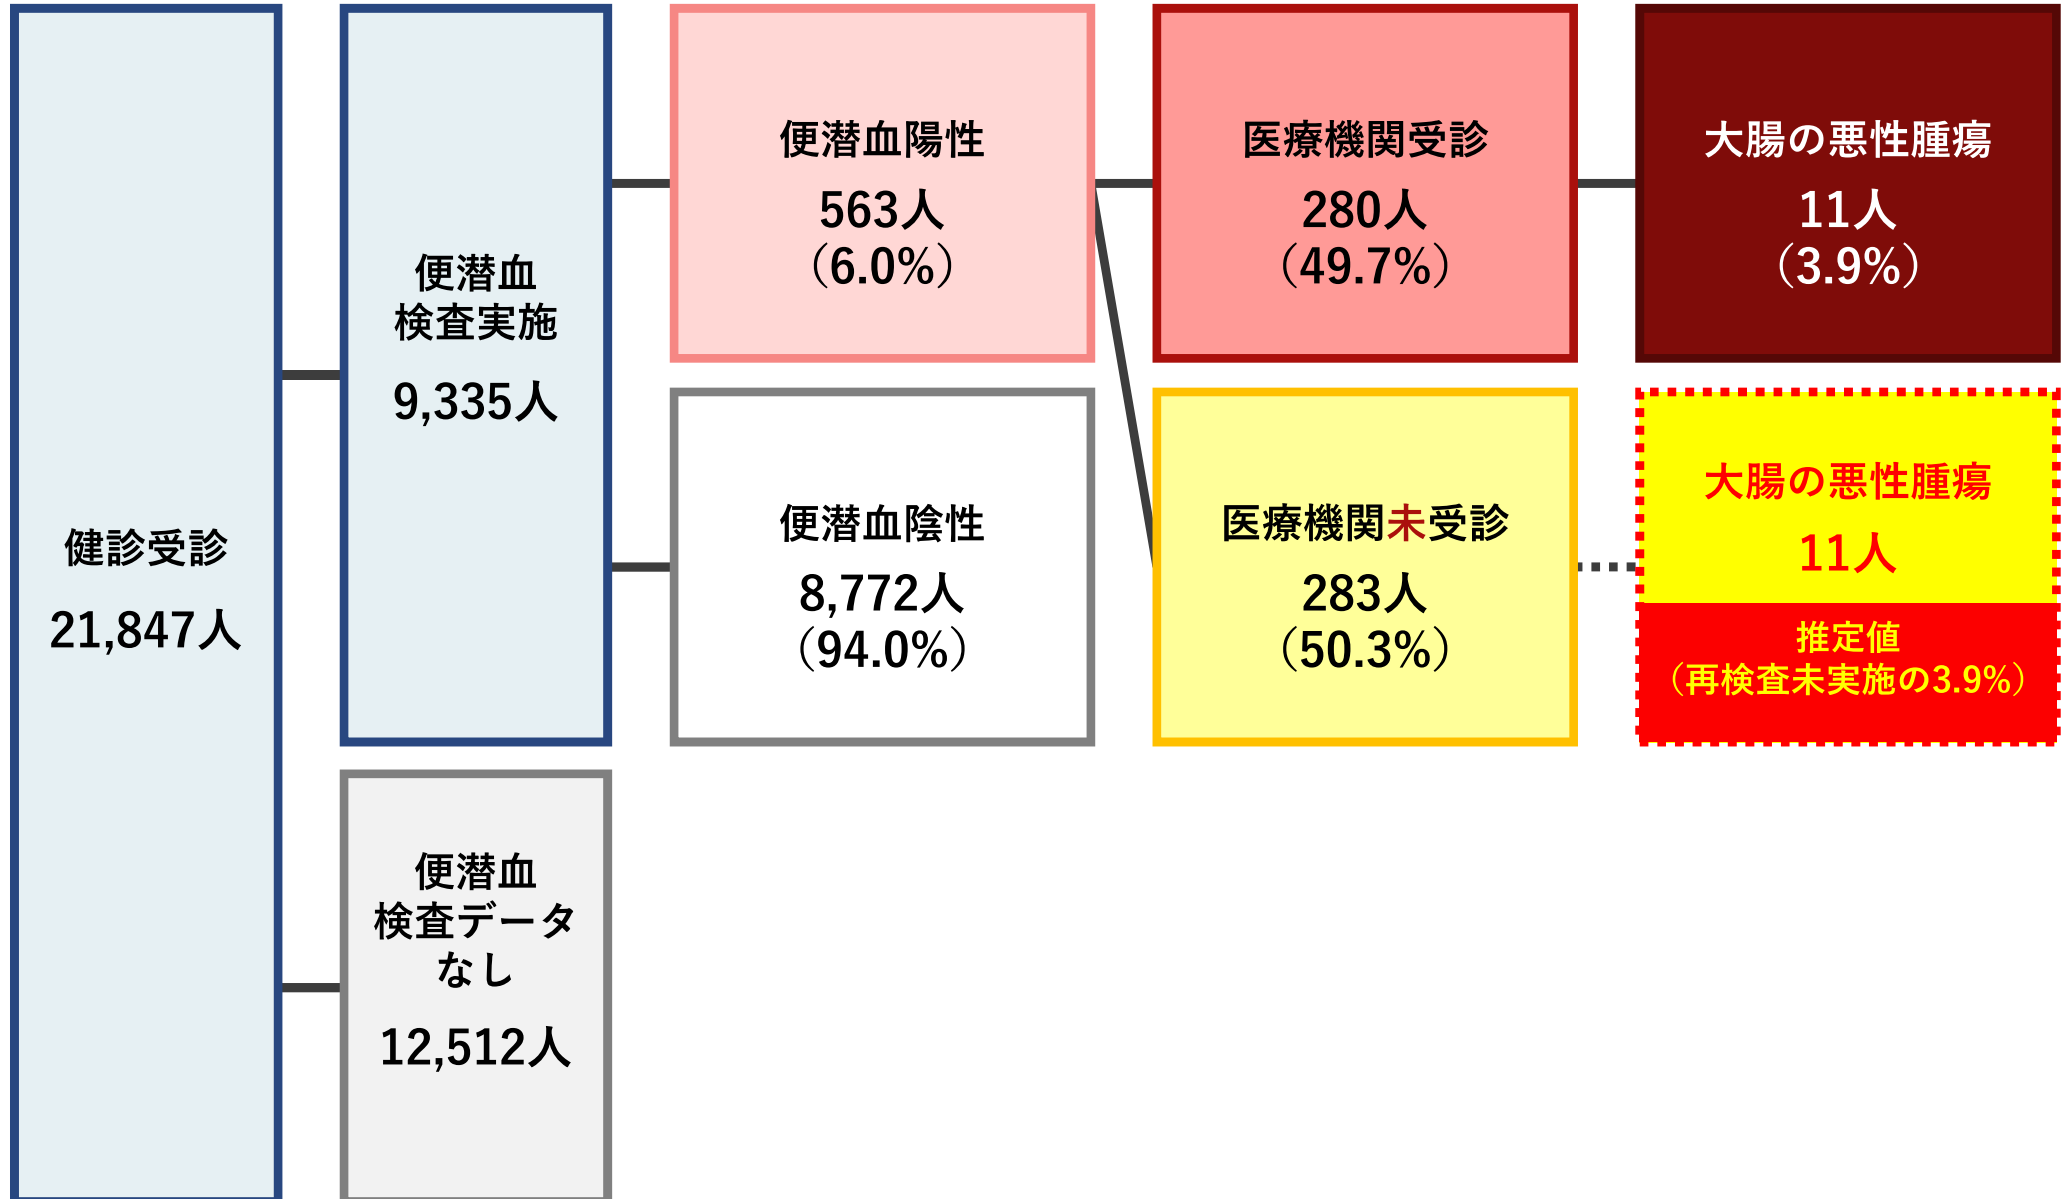 健診受診
21,847人
便潜血
検査実施
9,335人
便潜血
検査データ
なし
12,512人
便潜血陽性
563人
（6.0%）
便潜血陰性
8,772人
（94.0%）
医療機関受診
280人
（49.7%）
医療機関未受診
283人
（50.3%）
大腸の悪性腫瘍
11人
（3.9%）
大腸の悪性腫瘍
11人
推定値
（再検査未実施の3.9%）